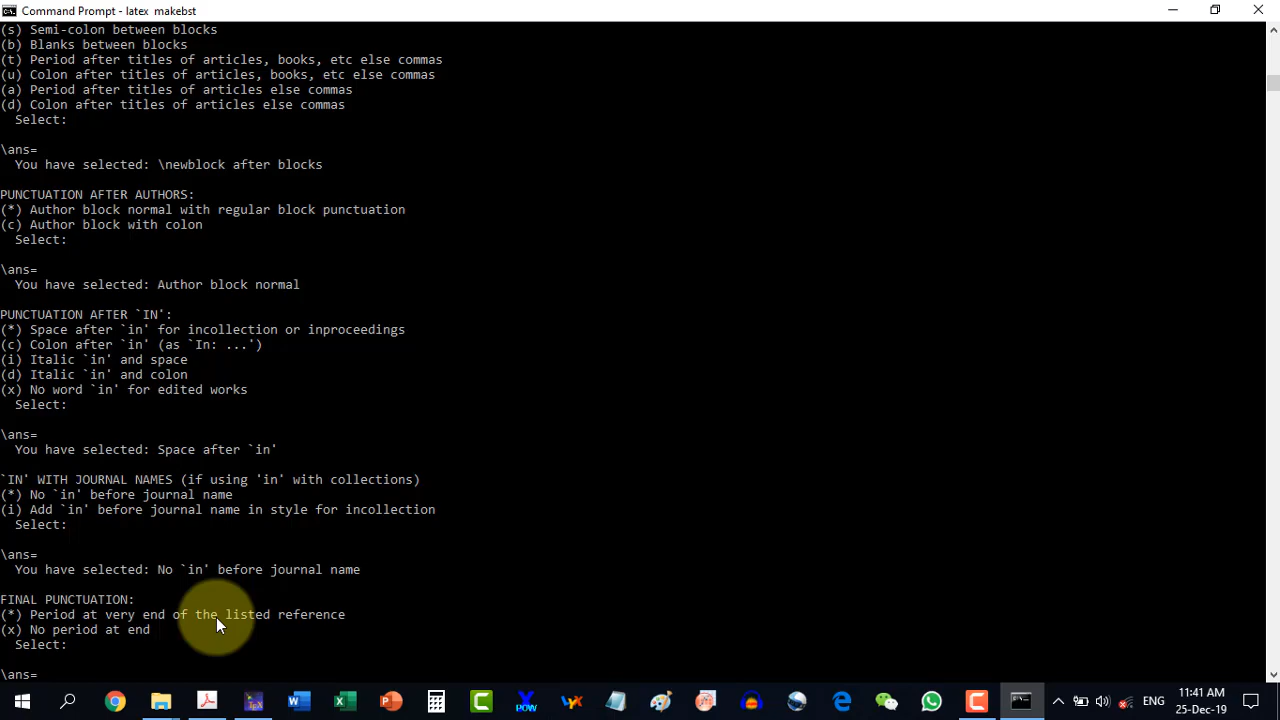 Command Prompt - latex  makebst
(s) Semi-colon between blocks
(b) Blanks between blocks
(t) Period after titles of articles, books, etc else commas
(u) Colon after titles of articles, books, etc else commas
(a) Period after titles of articles else commas
(d) Colon after titles of articles else commas
Select:
\ans=
You have selected: \newblock after blocks
PUNCTUATION AFTER AUTHORS:
(*) Author block normal with regular block punctuation
(c) Author block with colon
Select:
\ans=
You have selected: Author block normal
PUNCTUATION AFTER `IN':
(*) Space after `in' for incollection or inproceedings
(c) Colon after `in' (as `In: ...')
(i) Italic `in' and space
(d) Italic `in' and colon
(x) No word `in' for edited works
Select:
\ans=
You have selected: Space after `in'
`IN' WITH JOURNAL NAMES (if using 'in' with collections)
(*) No `in' before journal name
(i) Add `in' before journal name in style for incollection
Select:
\ans=
You have selected: No `in' before journal name
FINAL PUNCTUATION:
(*) Period at very end of the listed reference
(x) No period at end
Select:
\ans=
ENG
11:41 AM
25-Dec-19